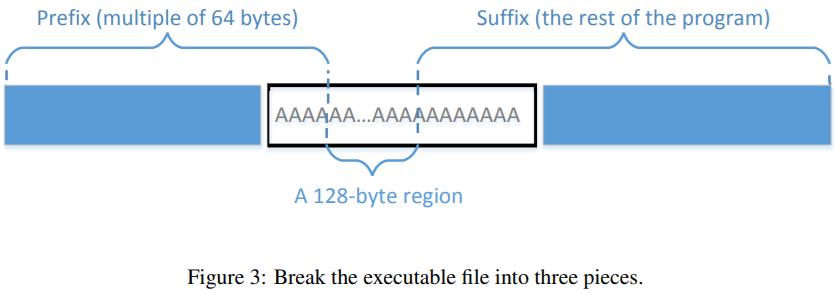 Prefix (multiple of 64 bytes)
Suffix (the rest of the program)
AAAAAA...AAAAAAAAAAA
A 128-byte region
Figure 3: Break the executable file into three pieces.